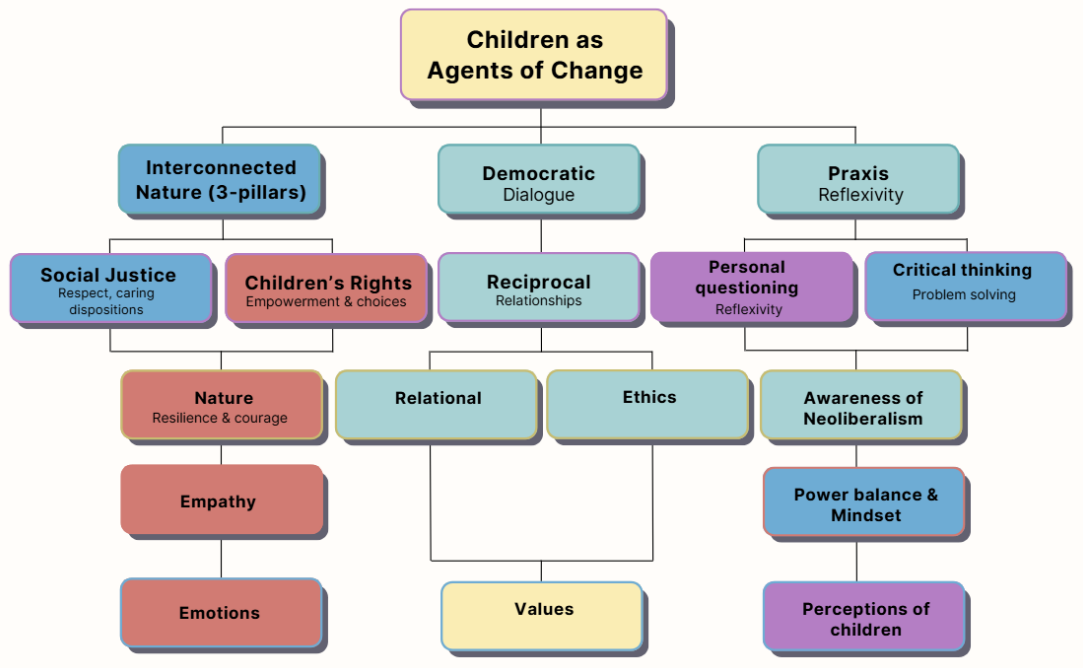 Children as
Agents of Change
Interconnected
Nature (3-pillars)
Democratic
Dialogue
Praxis
Reflexivity
Social Justice
Respect, caring
dispositions
Children’s Rights
Empowerment & choices
Reciprocal
Relationships
Personal
questioning
Reflexivity
Critical thinking
Problem solving
Nature
Resilience & courage
Relational
Ethics
Awareness of
Neoliberalism
Empathy
Power balance &
Mindset
Emotions
Values
Perceptions of
children